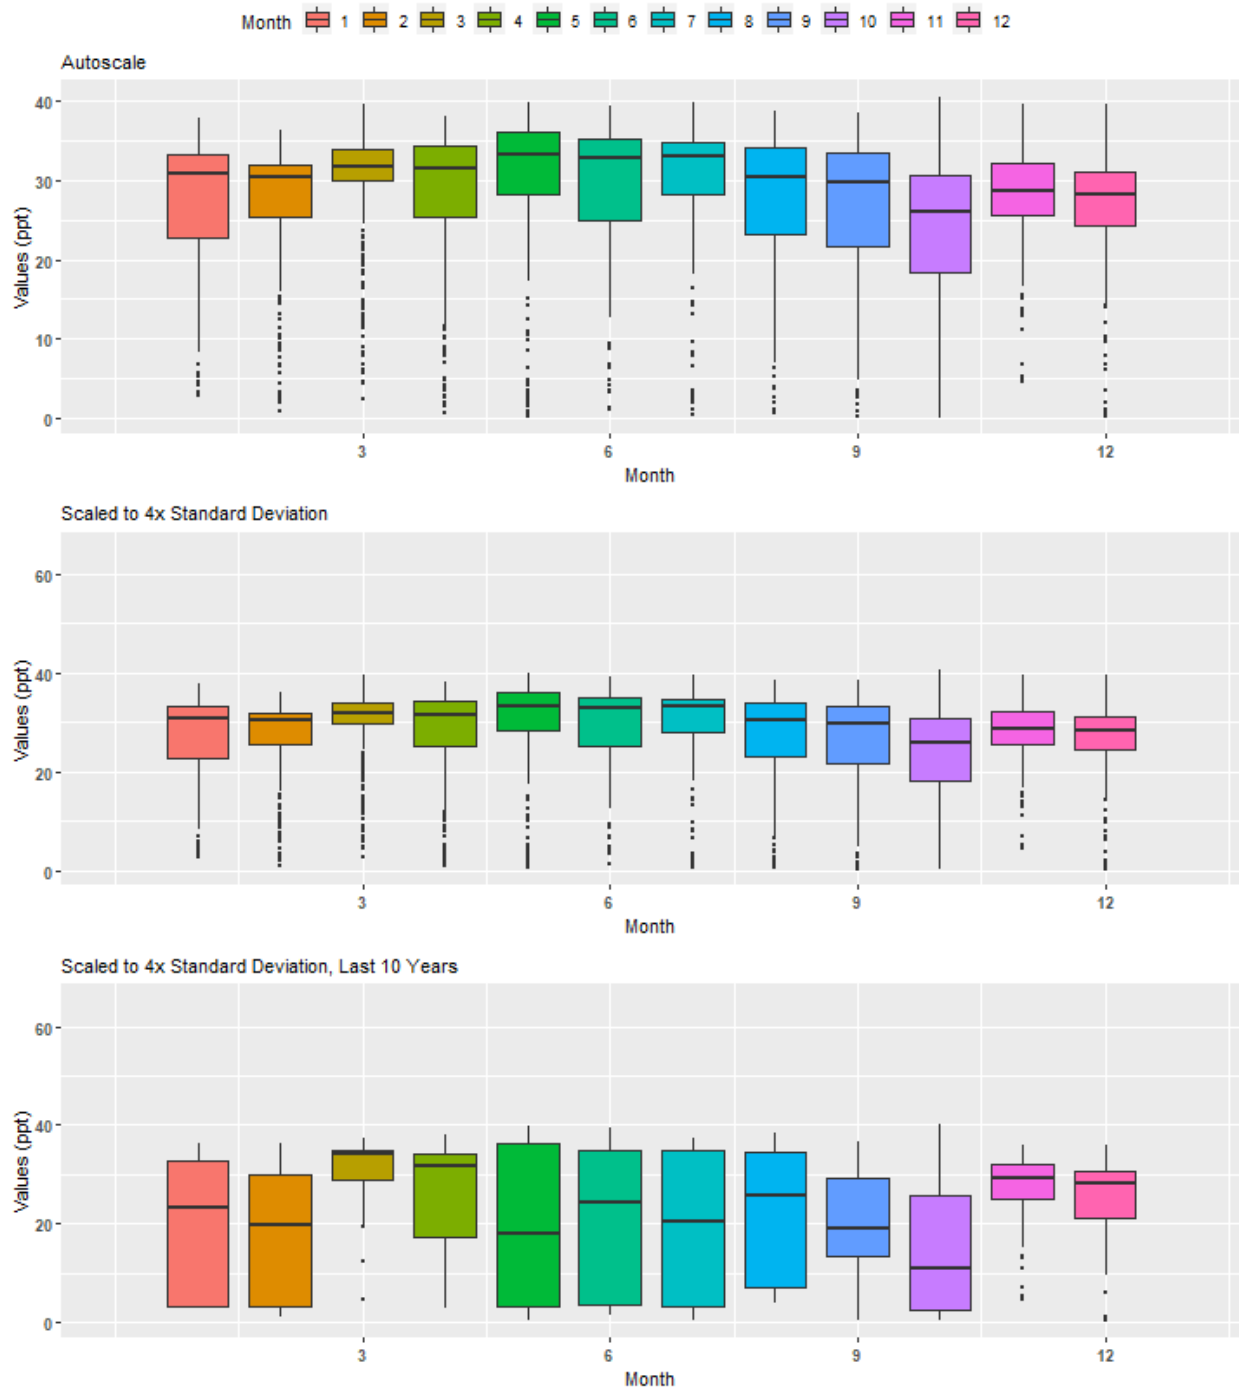 Month 1 2 3 4 5 6 7 8 9 10 11 12
Autoscale
Values (ppt)
40
30
20
10
0
3 6 9 12
Month
Scaled to 4x Standard Deviation
Values (ppt)
60
40
20
0
3 6 9 12
Month
Scaled to 4x Standard Deviation, Last 10 Years
Values (ppt)
60
40
20
0
3 6 9 12
Month